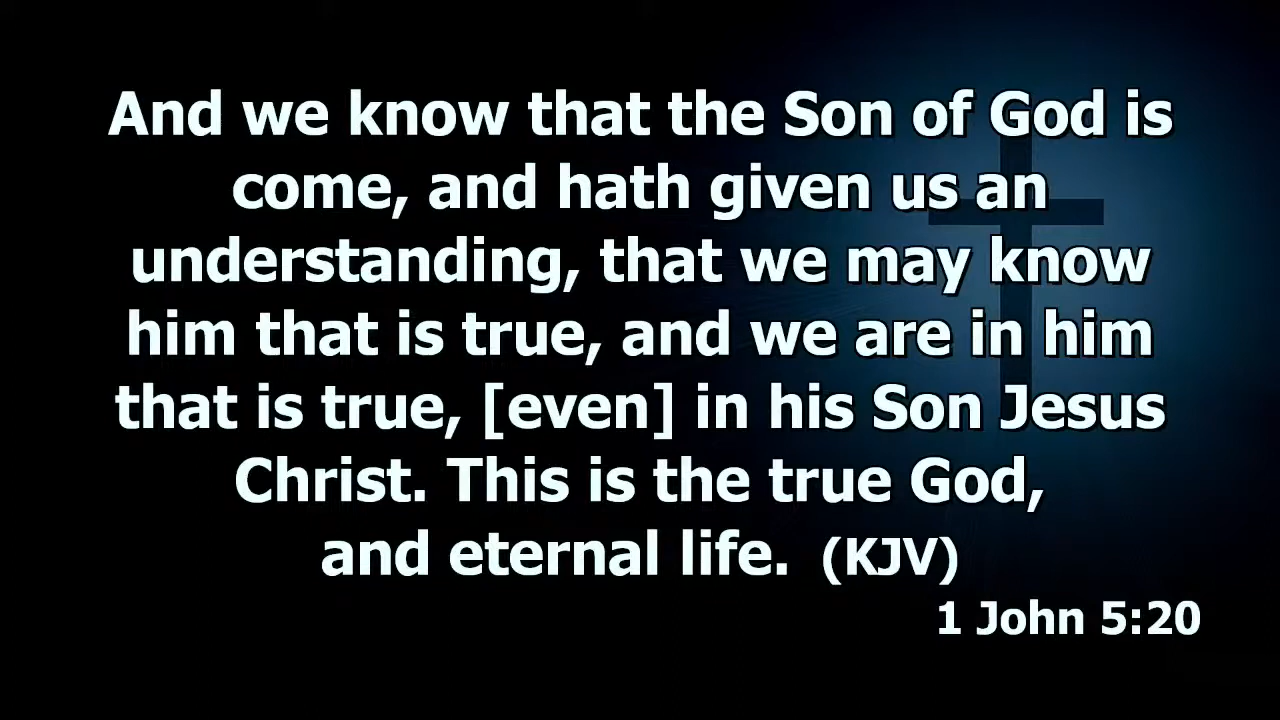 And we know that the Son of God is
come, and hath given us an
understanding, that we may know
him that is true, and we are in him
that is true, [even] in his Son Jesus
Christ. This is the true God,
and eternal life. (KJV)
1 John 5:20